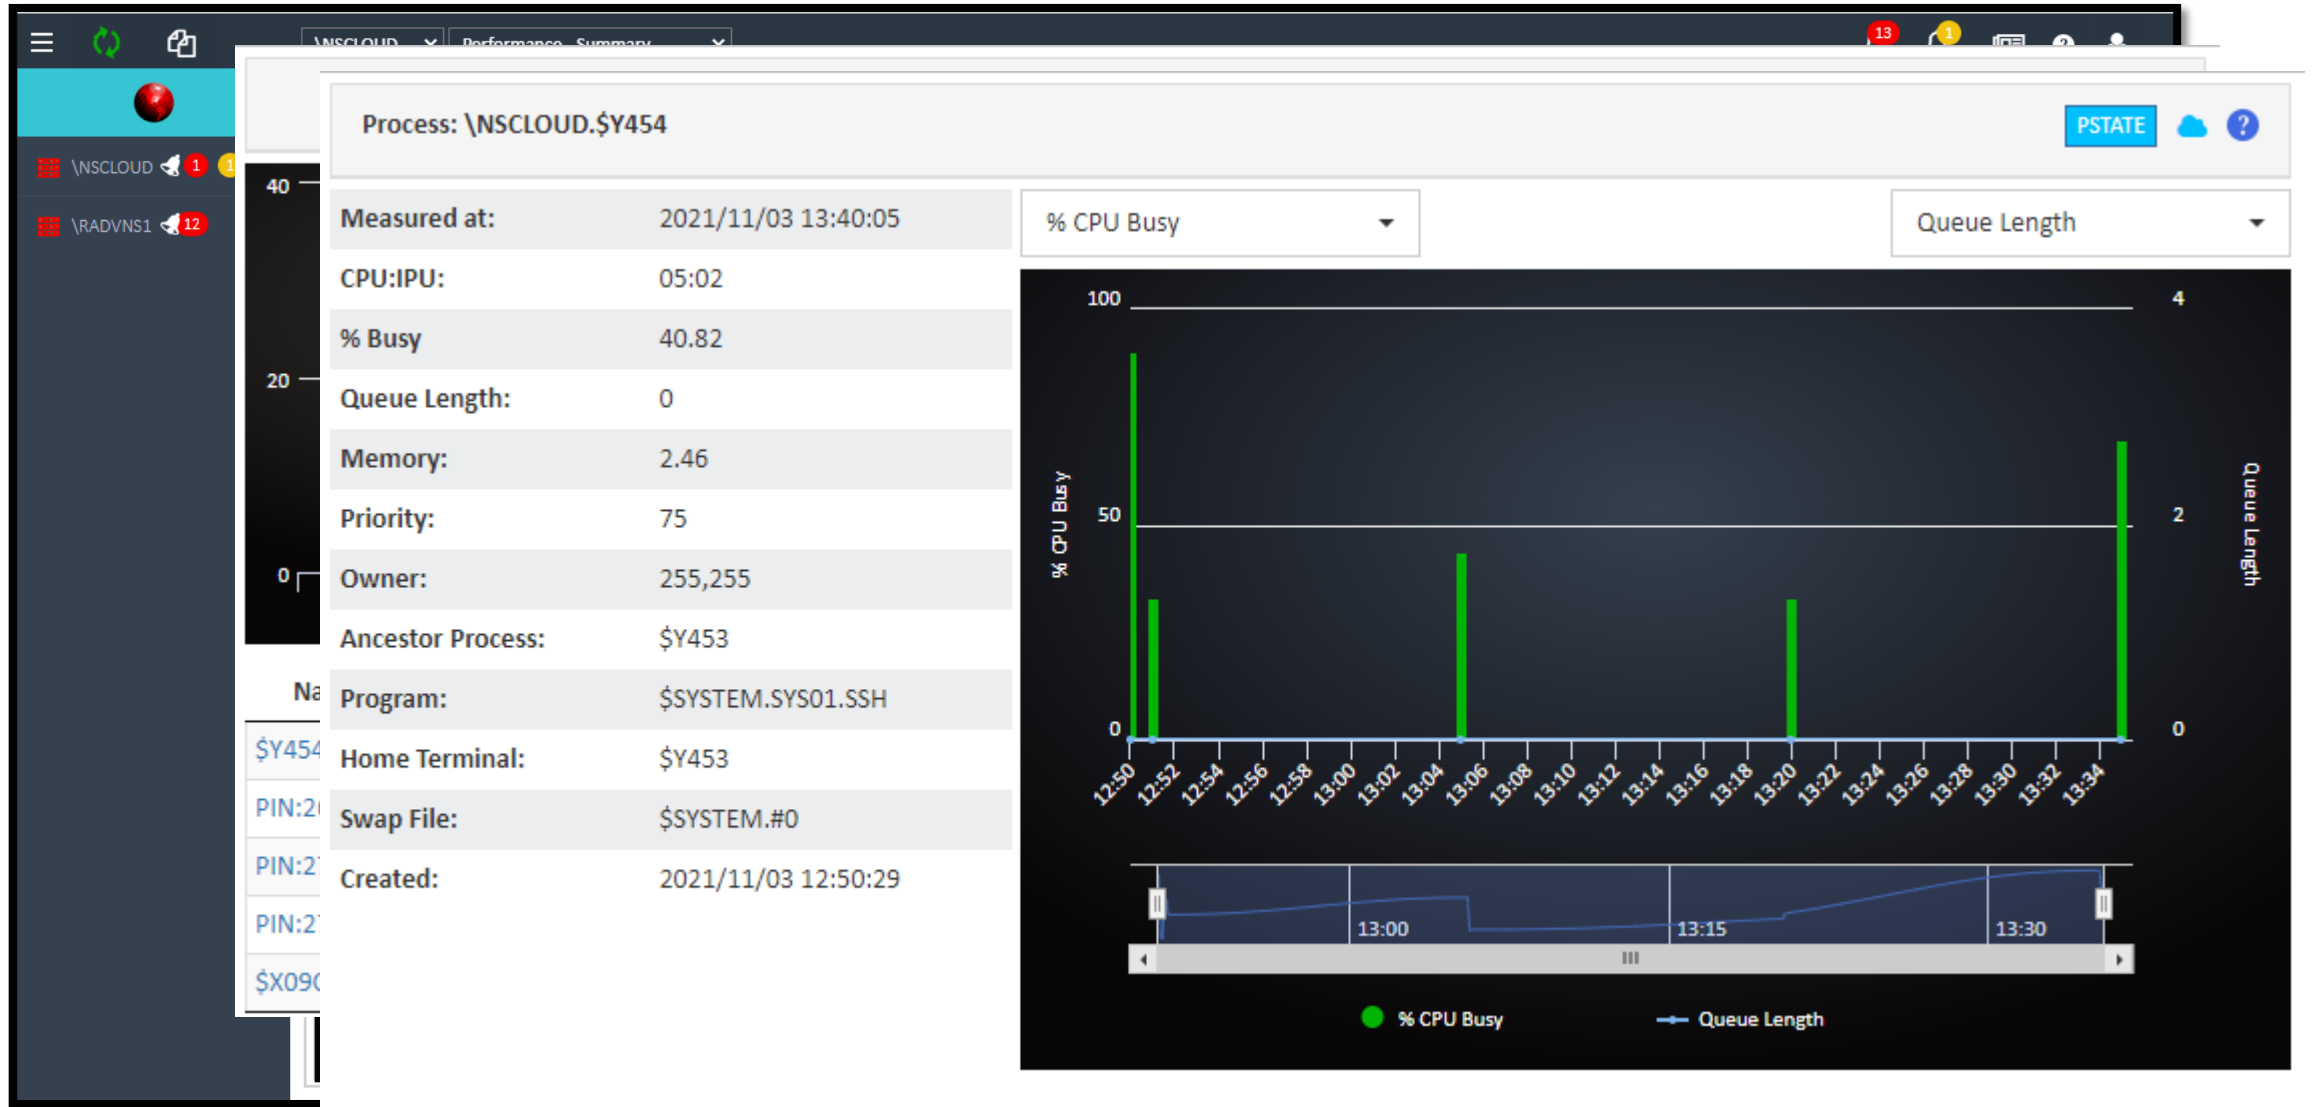 13
1
\NSCLOUD
Performance - Summary
?
\NSCLOUD 1 1
\RADVNS1 12
40
20
0
$Y454
Process: \NSCLOUD.$Y454
PSTATE ?
Measured at: 2021/11/03 13:40:05
CPU:IPU: 05:02
% Busy 40.82
Queue Length: 0
Memory: 2.46
Priority: 75
Owner: 255,255
Ancestor Process: $Y453
Program: $SYSTEM.SYS01.SSH
Home Terminal: $Y453
Swap File: $SYSTEM.#0
Created: 2021/11/03 12:50:29
% CPU Busy
Queue Length
100
50
0
% CPU Busy
4
2
0
Queue Length
12:50 12:52 12:54 12:56 12:58 13:00 13:02 13:04 13:06 13:08 13:10 13:12 13:14 13:16 13:18 13:20 13:22 13:24 13:26 13:28 13:30 13:32 13:34
13:00 13:15 13:30
% CPU Busy Queue Length